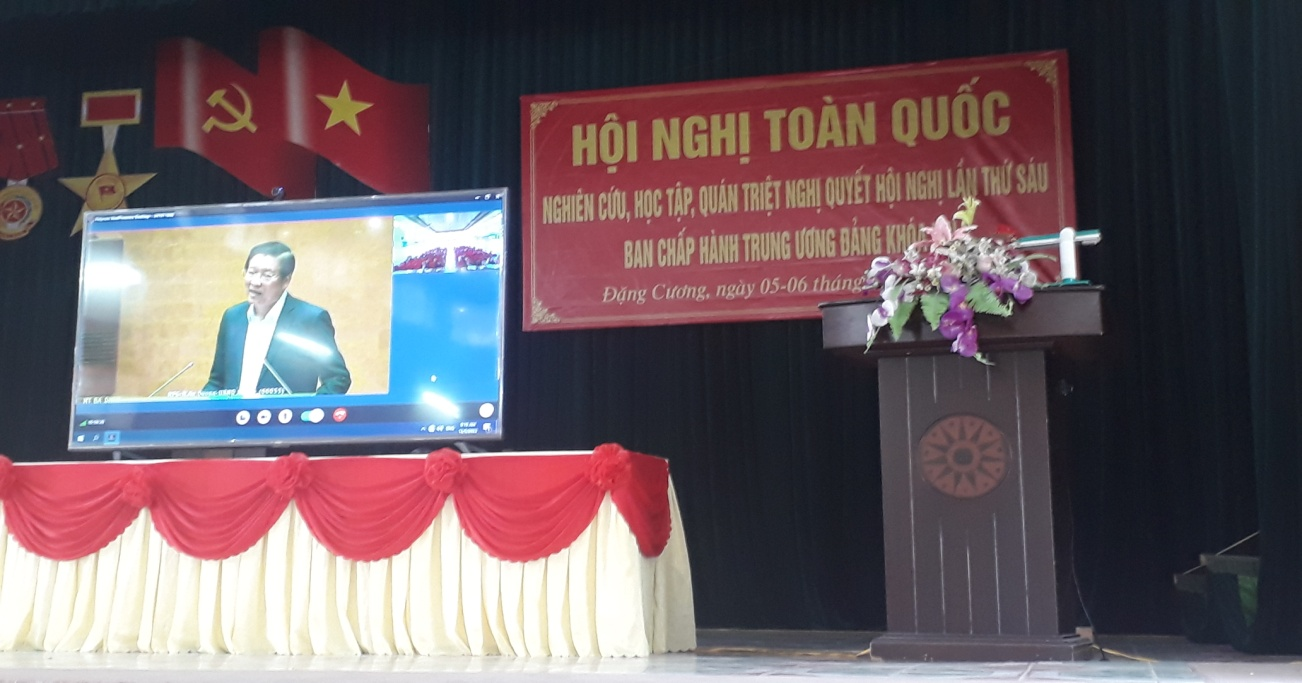 HỘI NGHỊ TOÀN QUỐC
NGHIÊN CỨU, HỌC TẬP, QUÁN TRIỆT NGHỊ QUYẾT HỘI NGHỊ LẦN THỨ SÁU
BAN CHẤP HÀNH TRUNG ƯƠNG ĐẢNG KHÓA
Đặng Cương, ngày 05-06 tháng